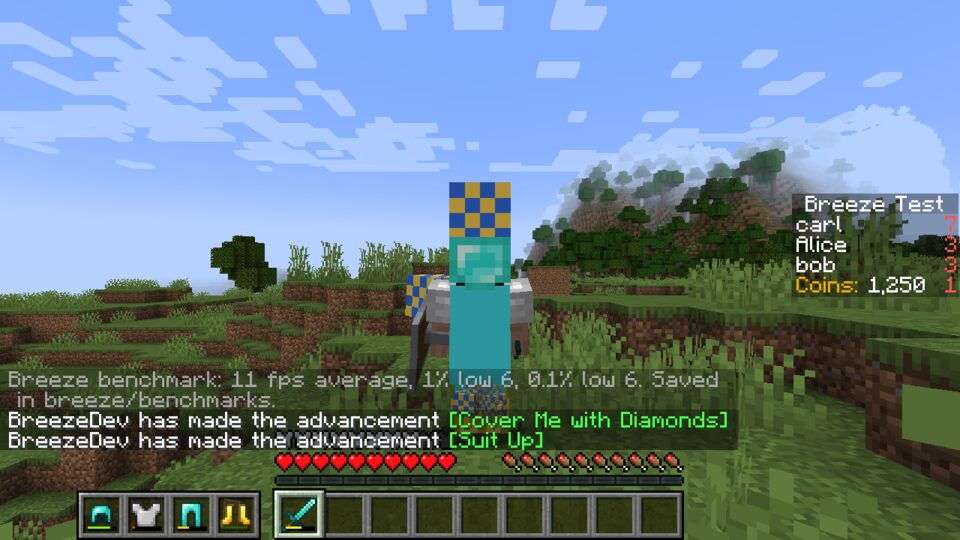 Breeze Test
carl 7
Alice 3
bob 3
Coins: 1,250 1
Breeze benchmark: 11 fps average, 1% low 6, 0.1% low 6. Saved
in breeze/benchmarks.
BreezeDev has made the advancement [Cover Me with Diamonds]
BreezeDev has made the advancement [Suit Up]